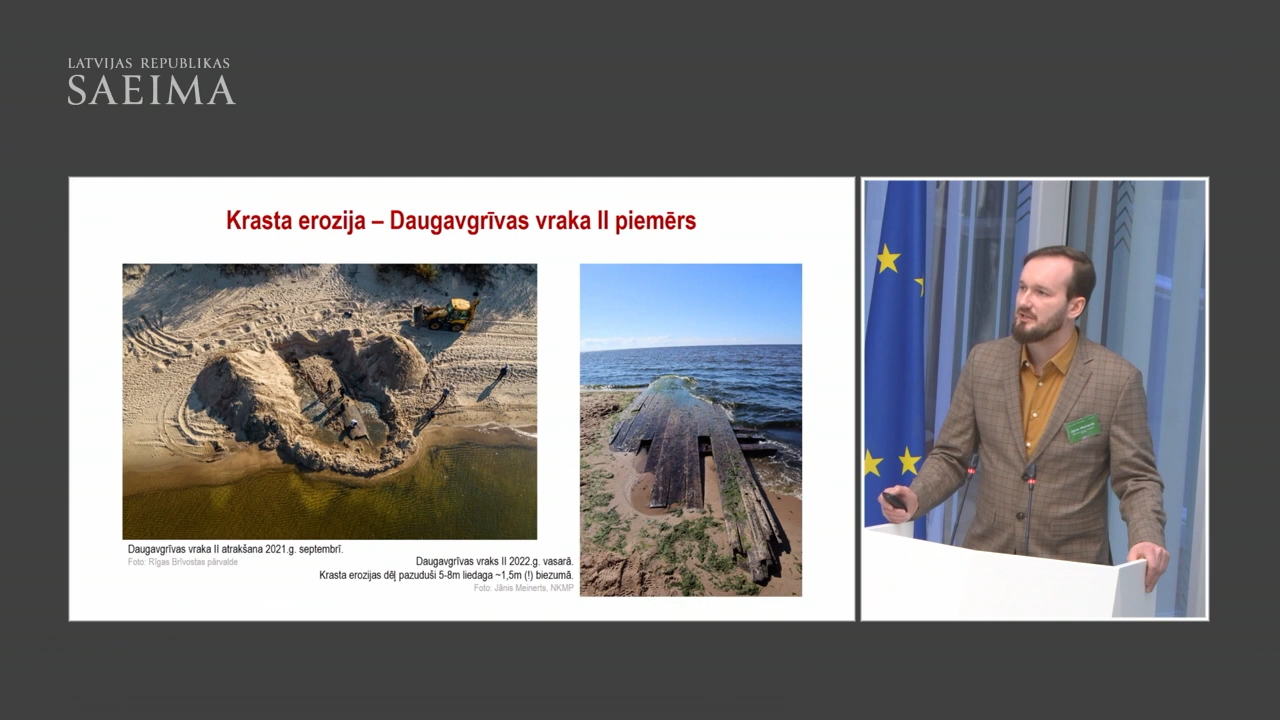 LATVIJAS REPUBLIKAS
SAEIMA
Krasta erozija – Daugavgrīvas vraka II piemērs
Daugavgrīvas vraka II atrakšana 2021.g. septembrī.
Foto: Rīgas Brīvostas pārvalde
Daugavgrīvas vraks II 2022.g. vasarā.
Krasta erozijas dēļ pazuduši 5-8m liedaga ~1,5m (!) biezumā.
Foto: Jānis Meinerts, NKMP